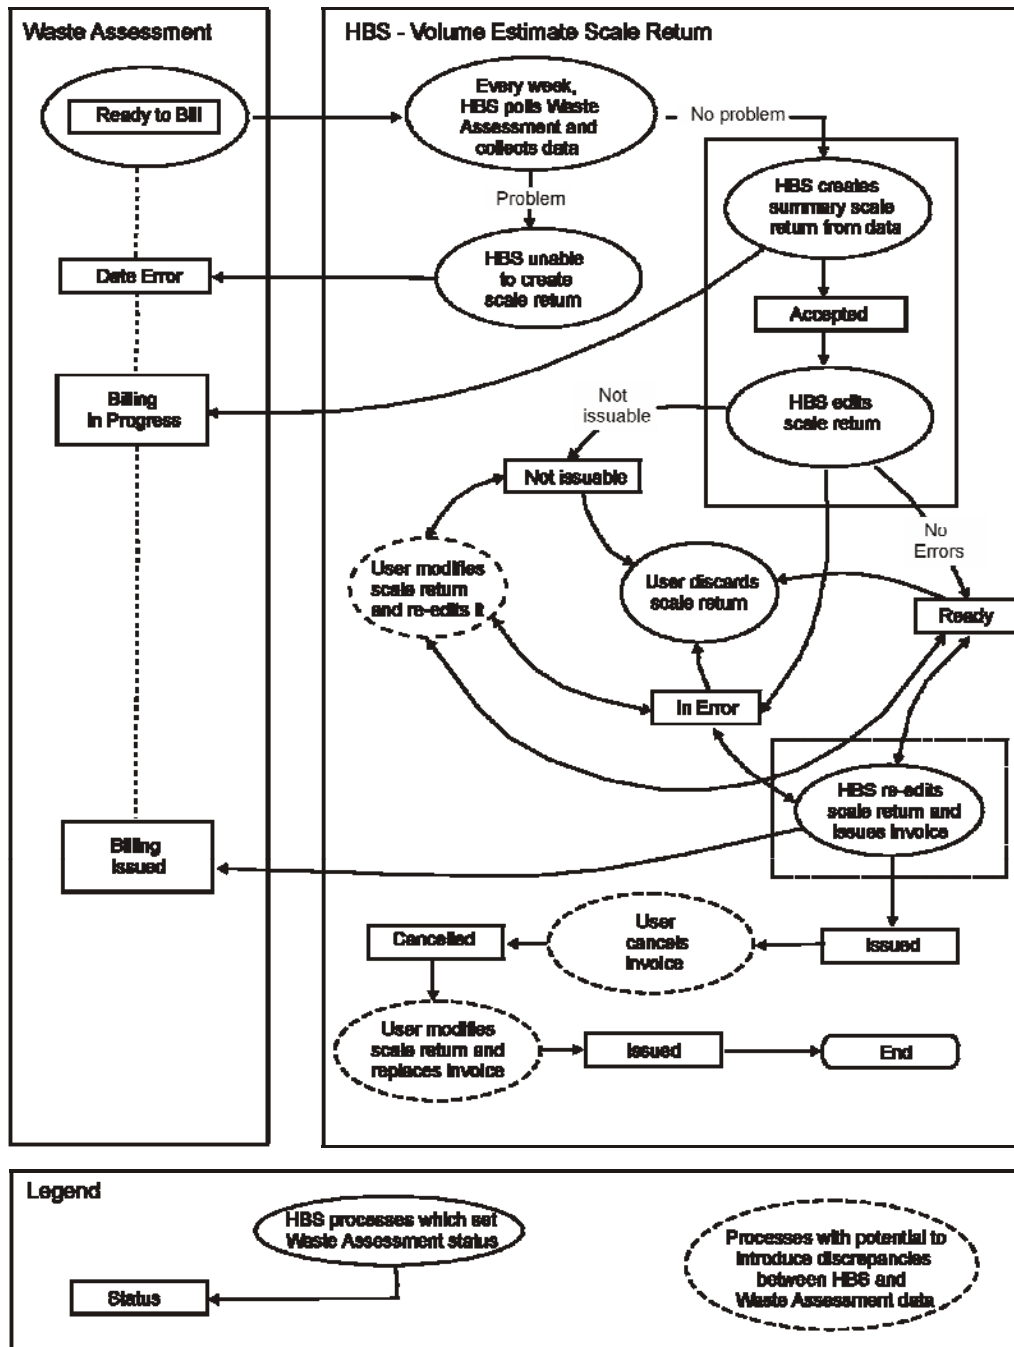 Waste Assessment
HBS - Volume Estimate Scale Return
Ready to Bill
Every week,
HBS polls Waste
Assessment and
collects data
No problem
Problem
HBS creates
summary scale
return from data
HBS unable
to create
scale return
Date Error
Accepted
Billing
In Progress
Not
issuable
HBS edits
scale return
Not issuable
No
Errors
User modifies
scale return
and re-edits it
User discards
scale return
Ready
In Error
HBS re-edits
scale return and
issues invoice
Billing
Issued
Cancelled
User
cancels
invoice
Issued
User modifies
scale return and
replaces invoice
Issued
End
Legend
HBS processes which set
Waste Assessment status
Status
Processes with potential to
introduce discrepancies
between HBS and
Waste Assessment data